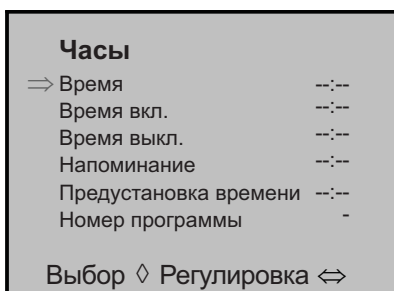 Часы
⇒ Время --:--
Время вкл. --:--
Время выкл. --:--
Напоминание --:--
Предустановка времени --:--
Номер программы -
Выбор ◊ Регулировка ⇔